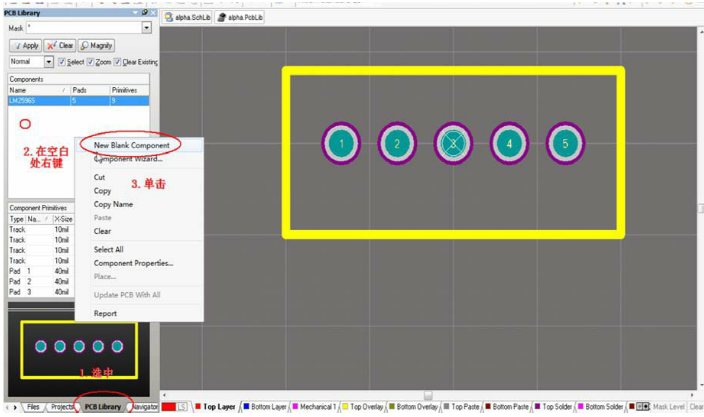 PCB Library
alpha.SchLib
alpha.PcbLib
Mask *
Apply
Clear
Magnify
Normal
Select
Zoom
Clear Existing
Components
Name / Pads Primitives
5 9
2.在空白
处右键
New Blank Component
Component Wizard...
Cut
3.单击
Copy
Copy Name
Paste
Clear
Select All
Component Properties...
Place...
Update PCB With All
Report
Component Primitives
Type Na... / X-Size
Track 10mil
Track 10mil
Track 10mil
Track 10mil
Pad 1 40mil
Pad 2 40mil
Pad 3 40mil
1 2 3 4 5
1.选中
Files Projects PCB Library Navigator
LS Top Layer Bottom Layer Mechanical 1 Top Overlay Bottom Overlay Top Paste Bottom Paste Top Solder Bottom Solder Mask Level Clear